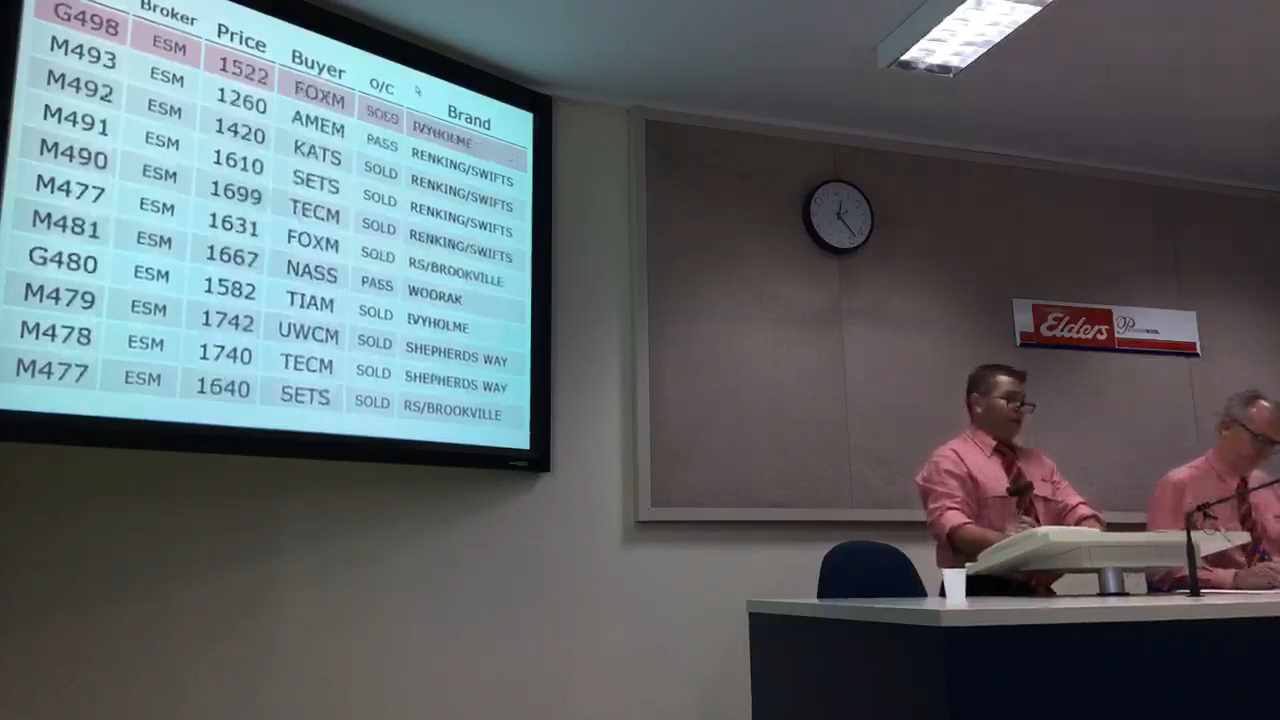 Broker Price Buyer O/C Brand
G498 ESM 1522 FOXM SOLD IVYHOLME
M493 ESM 1260 AMEM PASS RENKING/SWIFTS
M492 ESM 1420 KATS SOLD RENKING/SWIFTS
M491 ESM 1610 SETS SOLD RENKING/SWIFTS
M490 ESM 1699 TECM SOLD RENKING/SWIFTS
M477 ESM 1631 FOXM SOLD RS/BROOKVILLE
M481 ESM 1667 NASS PASS WOORAK
G480 ESM 1582 TIAM SOLD IVYHOLME
M479 ESM 1742 UWCM SOLD SHEPHERDS WAY
M478 ESM 1740 TECM SOLD SHEPHERDS WAY
M477 ESM 1640 SETS SOLD RS/BROOKVILLE
Elders